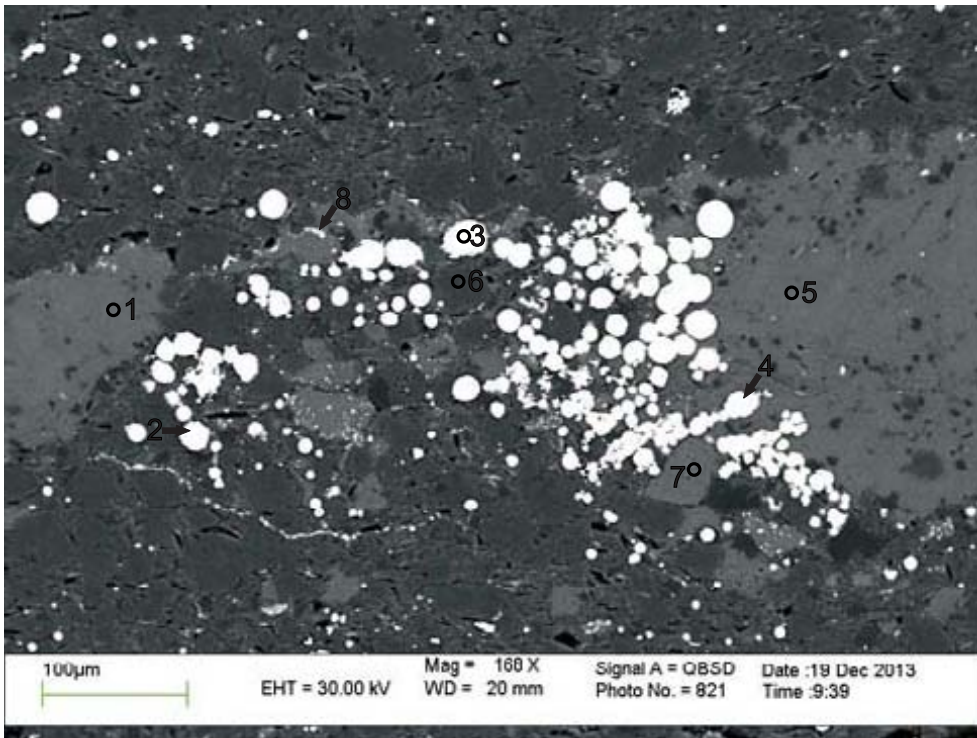 8
3
6
1
5
4
2
7
100µm
EHT = 30.00 kV
Mag = 168 X
WD = 20 mm
Signal A = QBSD
Photo No. = 821
Date :19 Dec 2013
Time :9:39